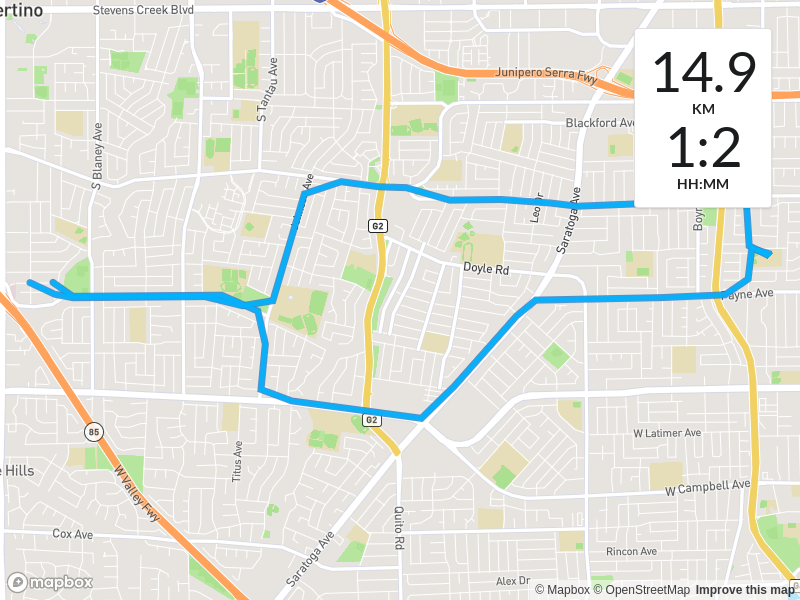 ertino
Stevens Creek Blvd
Junipero Serra Fwy
14.9
KM
1:2
HH:MM
S Tantau Ave
Blackford Ave
S Blaney Ave
Ave
Leo Dr
Saratoga Ave
Boyn
G2
Doyle Rd
Payne Ave
G2
85
W Latimer Ave
Titus Ave
e Hills
W Valley Fwy
W Campbell Ave
Quito Rd
Cox Ave
Saratoga Ave
Rincon Ave
Alex Dr
mapbox
© Mapbox © OpenStreetMap Improve this map